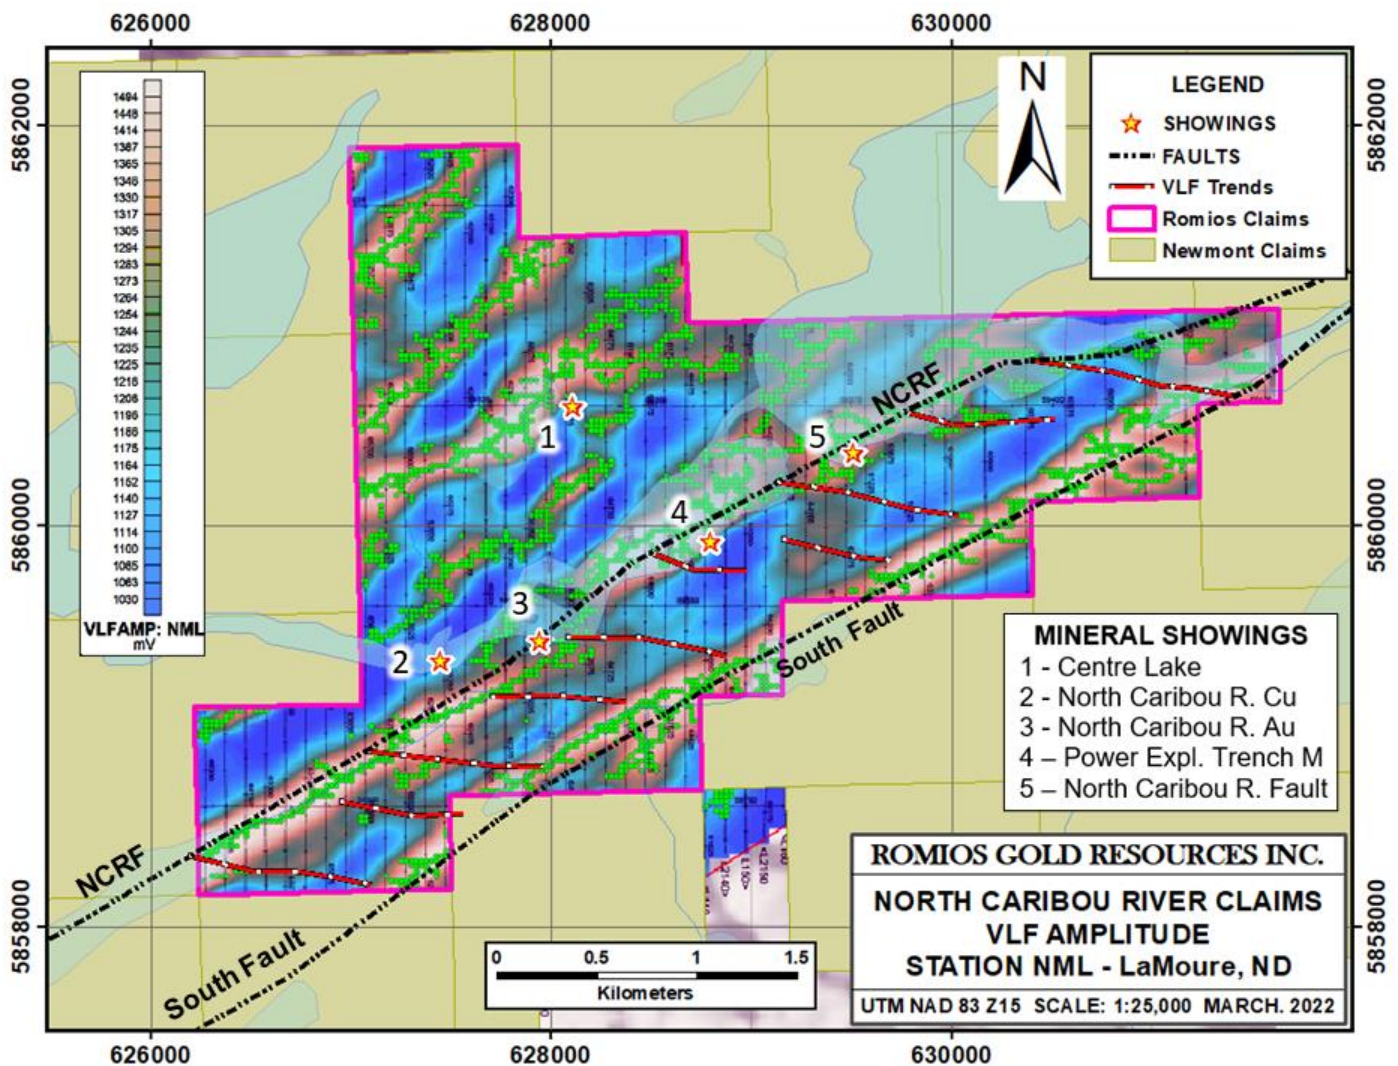 626000
628000
630000
5862000
5862000
N
LEGEND
SHOWINGS
FAULTS
VLF Trends
Romios Claims
Newmont Claims
1494
1448
1414
1387
1365
1346
1330
1317
1305
1294
1283
1273
1264
1254
1244
1235
1225
1215
1206
1196
1186
1175
1164
1152
1140
1127
1114
1100
1085
1063
1030
VLFAMP: NML
mV
NCRF
5
1
5860000
5860000
4
3
2
South Fault
MINERAL SHOWINGS
1 - Centre Lake
2 - North Caribou R. Cu
3 - North Caribou R. Au
4 – Power Expl. Trench M
5 – North Caribou R. Fault
NCRF
5858000
5858000
South Fault
L2140>
L150>
<L2150
ROMIOS GOLD RESOURCES INC.
NORTH CARIBOU RIVER CLAIMS
VLF AMPLITUDE
STATION NML - LaMoure, ND
UTM NAD 83 Z15 SCALE: 1:25,000 MARCH. 2022
0 0.5 1 1.5
Kilometers
626000
628000
630000